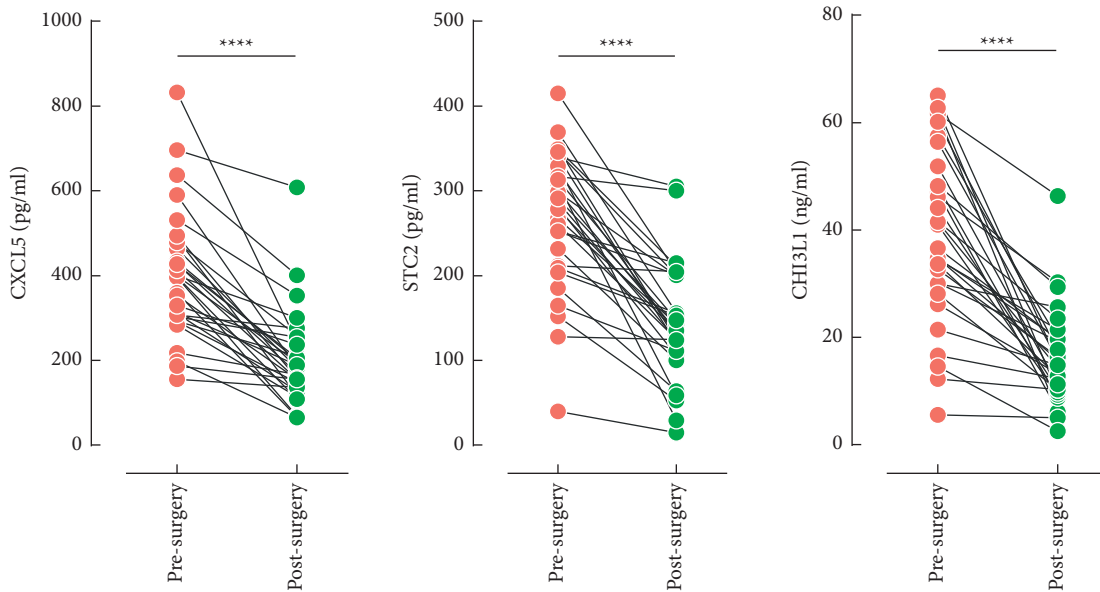 CXCL5 (pg/ml)
1000
800
600
400
200
0
****
Pre-surgery
Post-surgery
STC2 (pg/ml)
500
400
300
200
100
0
****
Pre-surgery
Post-surgery
CHI3L1 (ng/ml)
80
60
40
20
0
****
Pre-surgery
Post-surgery